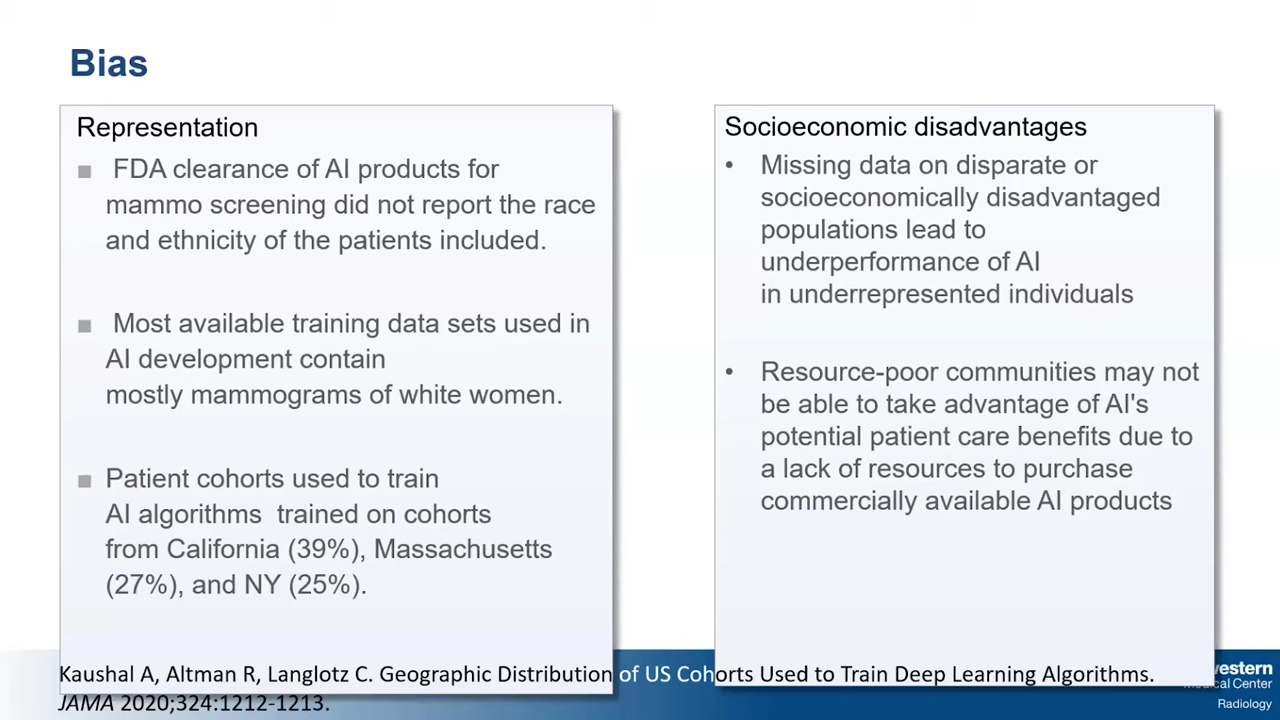 Bias
Representation
■ FDA clearance of AI products for
mammo screening did not report the race
and ethnicity of the patients included.
■ Most available training data sets used in
AI development contain
mostly mammograms of white women.
■ Patient cohorts used to train
AI algorithms trained on cohorts
from California (39%), Massachusetts
(27%), and NY (25%).
Socioeconomic disadvantages
• Missing data on disparate or
socioeconomically disadvantaged
populations lead to
underperformance of AI
in underrepresented individuals
• Resource-poor communities may not
be able to take advantage of AI's
potential patient care benefits due to
a lack of resources to purchase
commercially available AI products
Kaushal A, Altman R, Langlotz C. Geographic Distribution of US Cohorts Used to Train Deep Learning Algorithms.
JAMA 2020;324:1212-1213.
Medical Center
Radiology